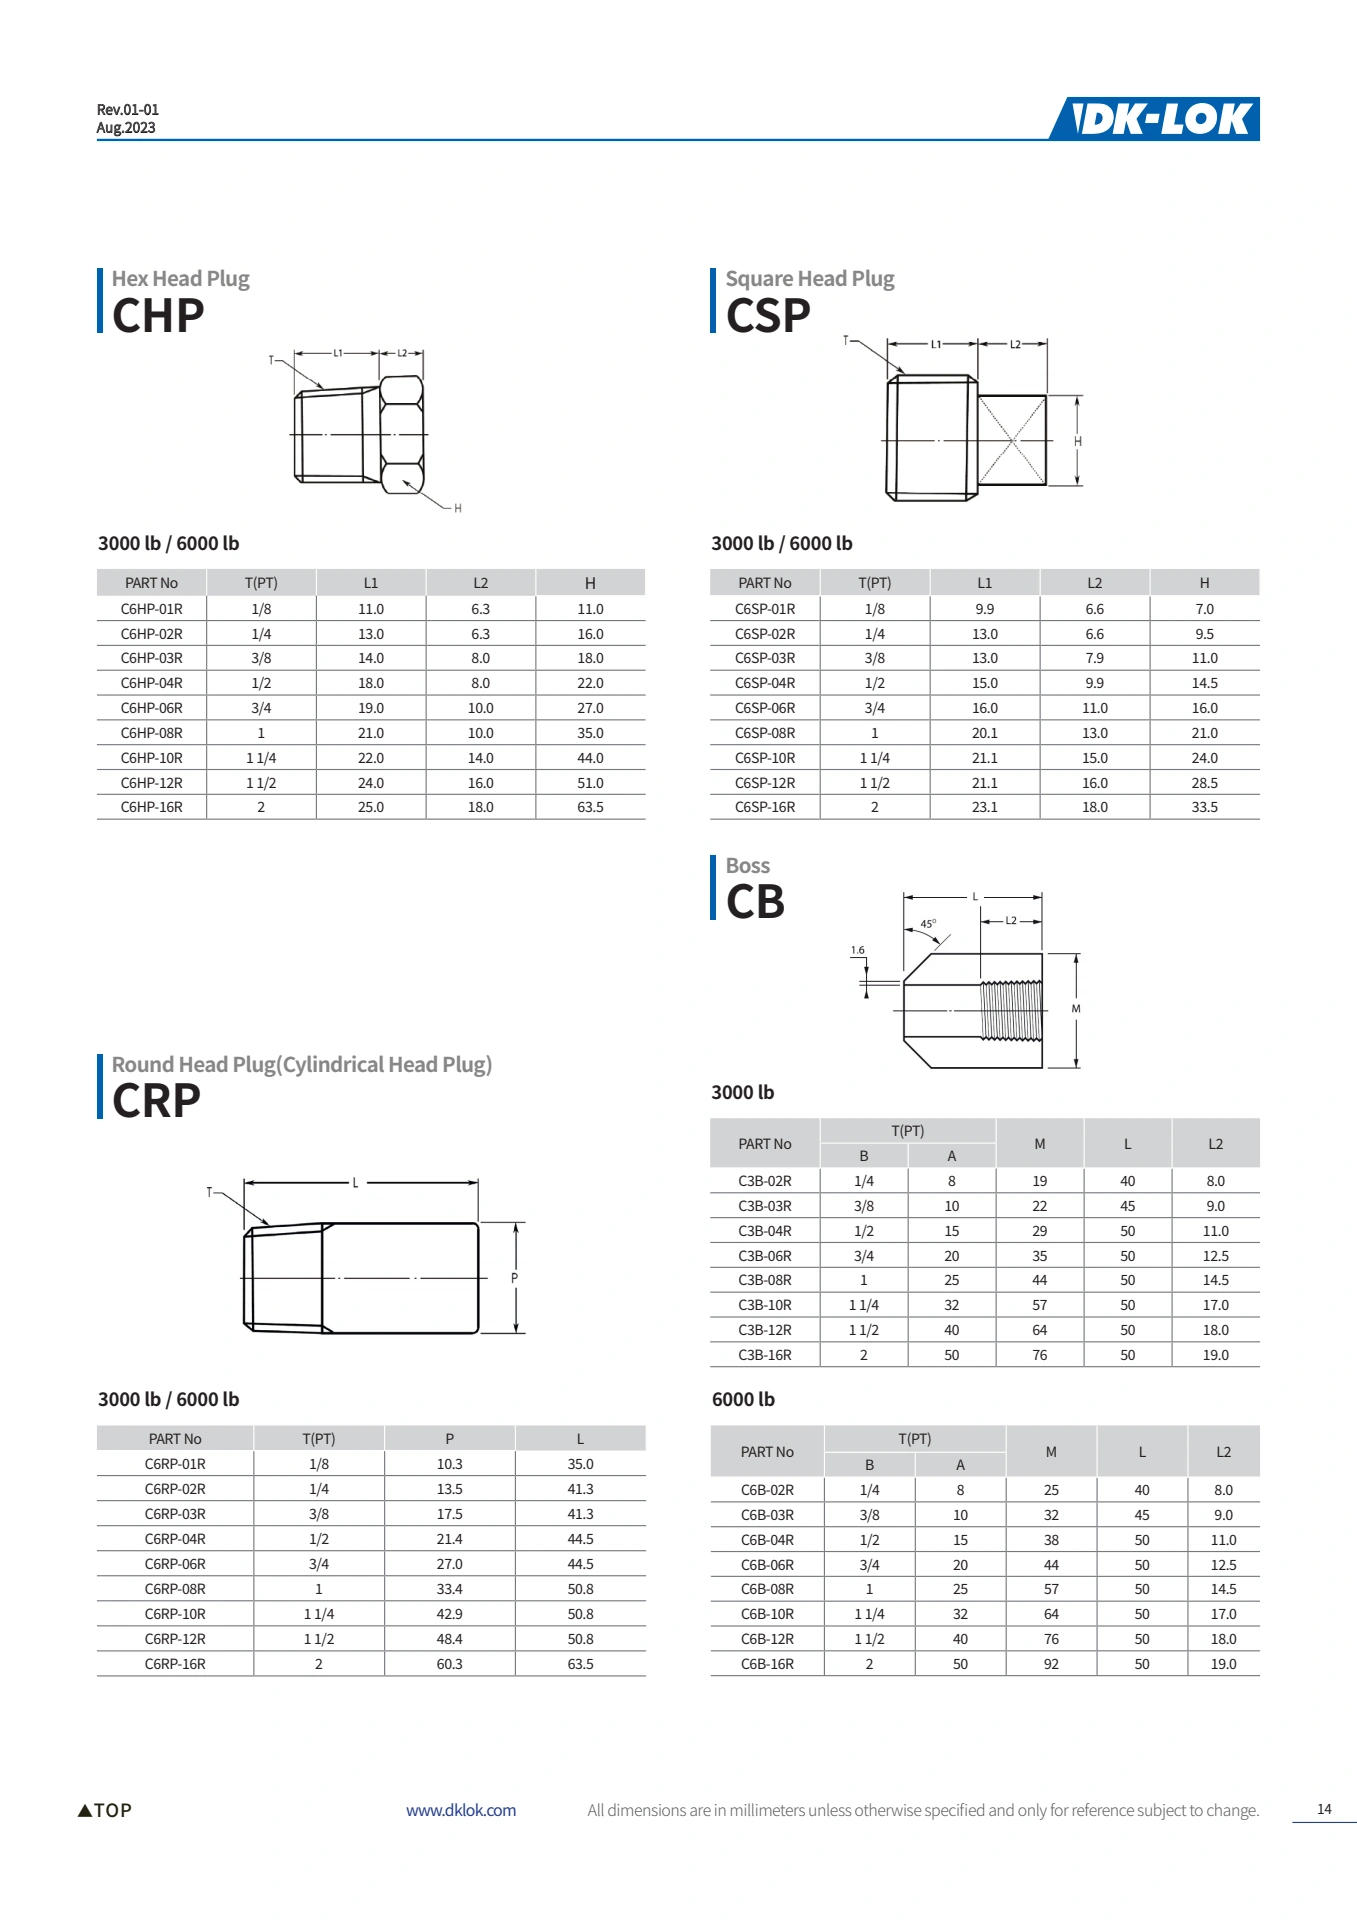 Rev.01-01
Aug.2023
DK-LOK
Hex Head Plug
CHP
T
L1
L2
H
3000 lb / 6000 lb
PART No T(PT) L1 L2 H
C6HP-01R 1/8 11.0 6.3 11.0
C6HP-02R 1/4 13.0 6.3 16.0
C6HP-03R 3/8 14.0 8.0 18.0
C6HP-04R 1/2 18.0 8.0 22.0
C6HP-06R 3/4 19.0 10.0 27.0
C6HP-08R 1 21.0 10.0 35.0
C6HP-10R 1 1/4 22.0 14.0 44.0
C6HP-12R 1 1/2 24.0 16.0 51.0
C6HP-16R 2 25.0 18.0 63.5
Square Head Plug
CSP
T
L1
L2
H
3000 lb / 6000 lb
PART No T(PT) L1 L2 H
C6SP-01R 1/8 9.9 6.6 7.0
C6SP-02R 1/4 13.0 6.6 9.5
C6SP-03R 3/8 13.0 7.9 11.0
C6SP-04R 1/2 15.0 9.9 14.5
C6SP-06R 3/4 16.0 11.0 16.0
C6SP-08R 1 20.1 13.0 21.0
C6SP-10R 1 1/4 21.1 15.0 24.0
C6SP-12R 1 1/2 21.1 16.0 28.5
C6SP-16R 2 23.1 18.0 33.5
Round Head Plug(Cylindrical Head Plug)
CRP
T
L
P
3000 lb / 6000 lb
PART No T(PT) P L
C6RP-01R 1/8 10.3 35.0
C6RP-02R 1/4 13.5 41.3
C6RP-03R 3/8 17.5 41.3
C6RP-04R 1/2 21.4 44.5
C6RP-06R 3/4 27.0 44.5
C6RP-08R 1 33.4 50.8
C6RP-10R 1 1/4 42.9 50.8
C6RP-12R 1 1/2 48.4 50.8
C6RP-16R 2 60.3 63.5
Boss
CB
L
L2
45°
1.6
M
3000 lb
PART No T(PT) M L L2
B A
C3B-02R 1/4 8 19 40 8.0
C3B-03R 3/8 10 22 45 9.0
C3B-04R 1/2 15 29 50 11.0
C3B-06R 3/4 20 35 50 12.5
C3B-08R 1 25 44 50 14.5
C3B-10R 1 1/4 32 57 50 17.0
C3B-12R 1 1/2 40 64 50 18.0
C3B-16R 2 50 76 50 19.0
6000 lb
PART No T(PT) M L L2
B A
C6B-02R 1/4 8 25 40 8.0
C6B-03R 3/8 10 32 45 9.0
C6B-04R 1/2 15 38 50 11.0
C6B-06R 3/4 20 44 50 12.5
C6B-08R 1 25 57 50 14.5
C6B-10R 1 1/4 32 64 50 17.0
C6B-12R 1 1/2 40 76 50 18.0
C6B-16R 2 50 92 50 19.0
▲TOP
www.dklok.com
All dimensions are in millimeters unless otherwise specified and only for reference subject to change.
14